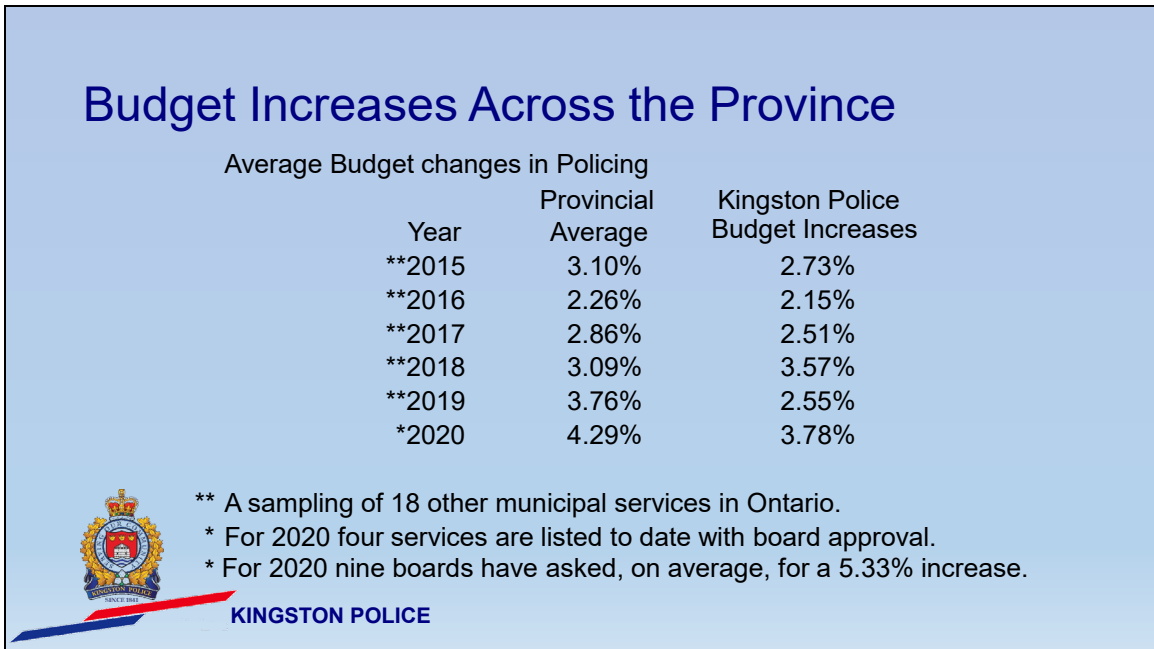 Budget Increases Across the Province
Average Budget changes in Policing
Provincial Kingston Police
Year Average Budget Increases
**2015 3.10% 2.73%
**2016 2.26% 2.15%
**2017 2.86% 2.51%
**2018 3.09% 3.57%
**2019 3.76% 2.55%
*2020 4.29% 3.78%
** A sampling of 18 other municipal services in Ontario.
* For 2020 four services are listed to date with board approval.
* For 2020 nine boards have asked, on average, for a 5.33% increase.
KINGSTON POLICE
SINCE 1841
KINGSTON POLICE